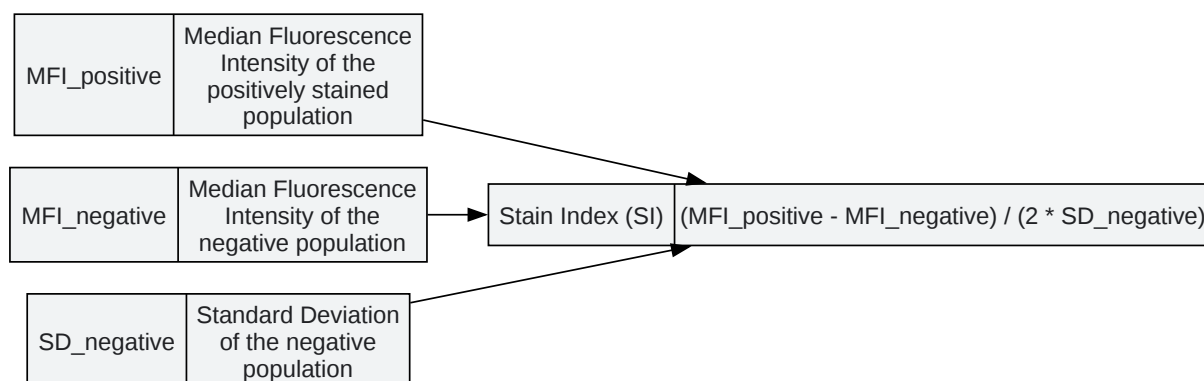 MFI_positive
Median Fluorescence
Intensity of the
positively stained
population
MFI_negative
Median Fluorescence
Intensity of the
negative population
Stain Index (SI)
(MFI_positive - MFI_negative) / (2 * SD_negative)
SD_negative
Standard Deviation
of the negative
population